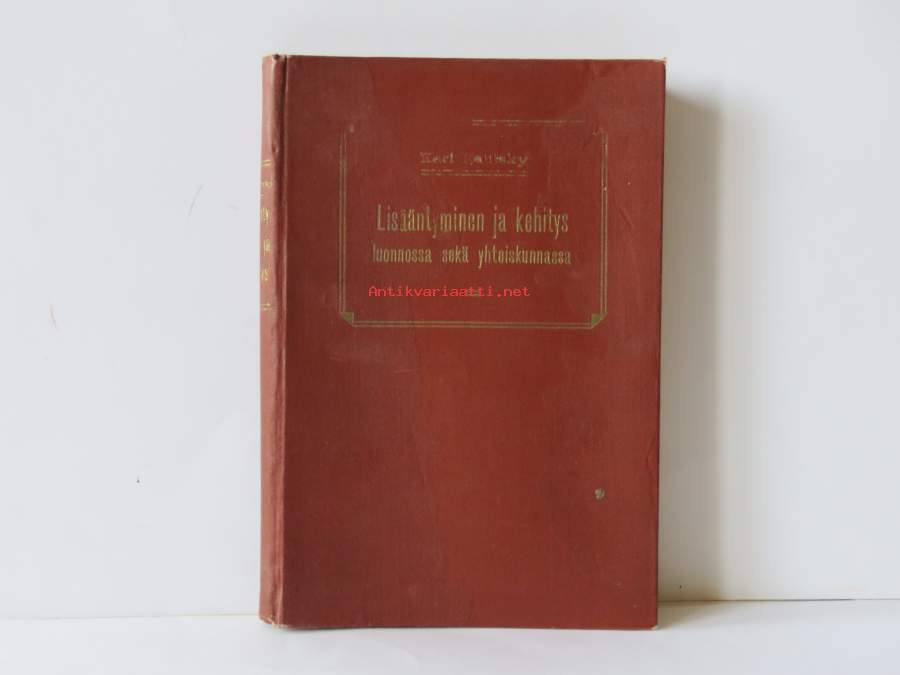 Karl Kautsky
Lisääntyminen ja kehitys
luonnossa sekä yhteiskunnassa
Antikvariaatti.net